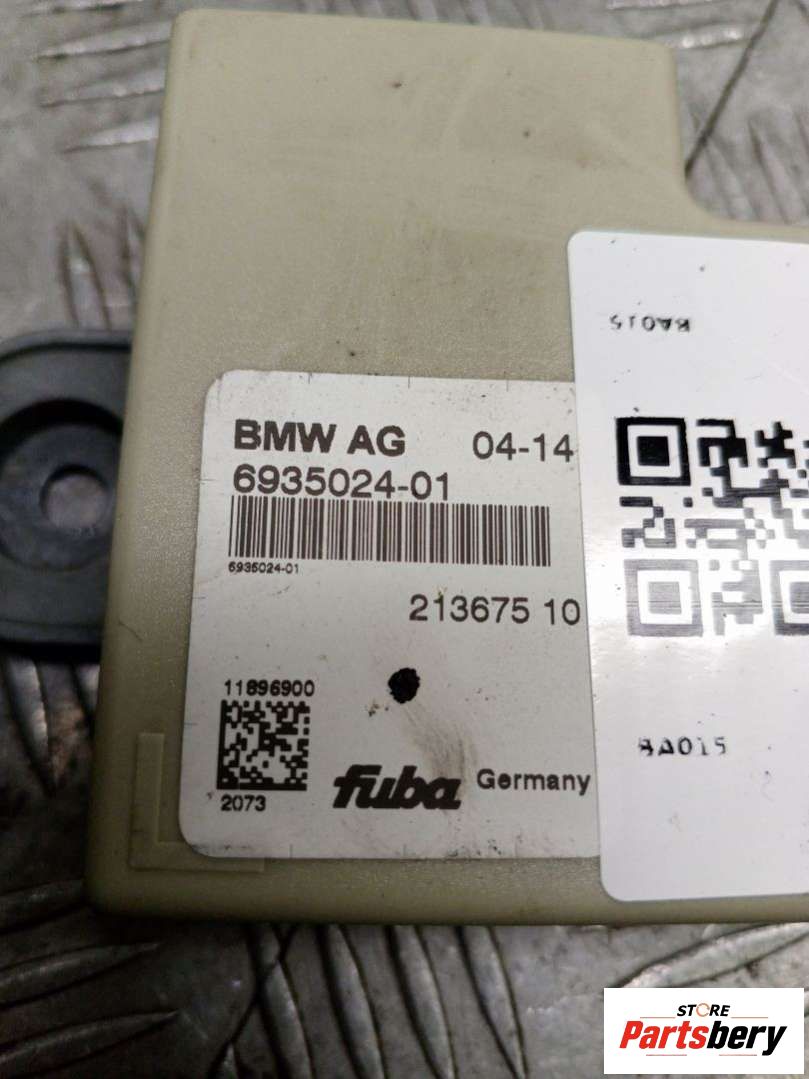 BA015
BMW AG 04-14
6935024-01
6935024-01
213675 10
11896900
2073
fuba Germany
BA015
STORE
Partsbery